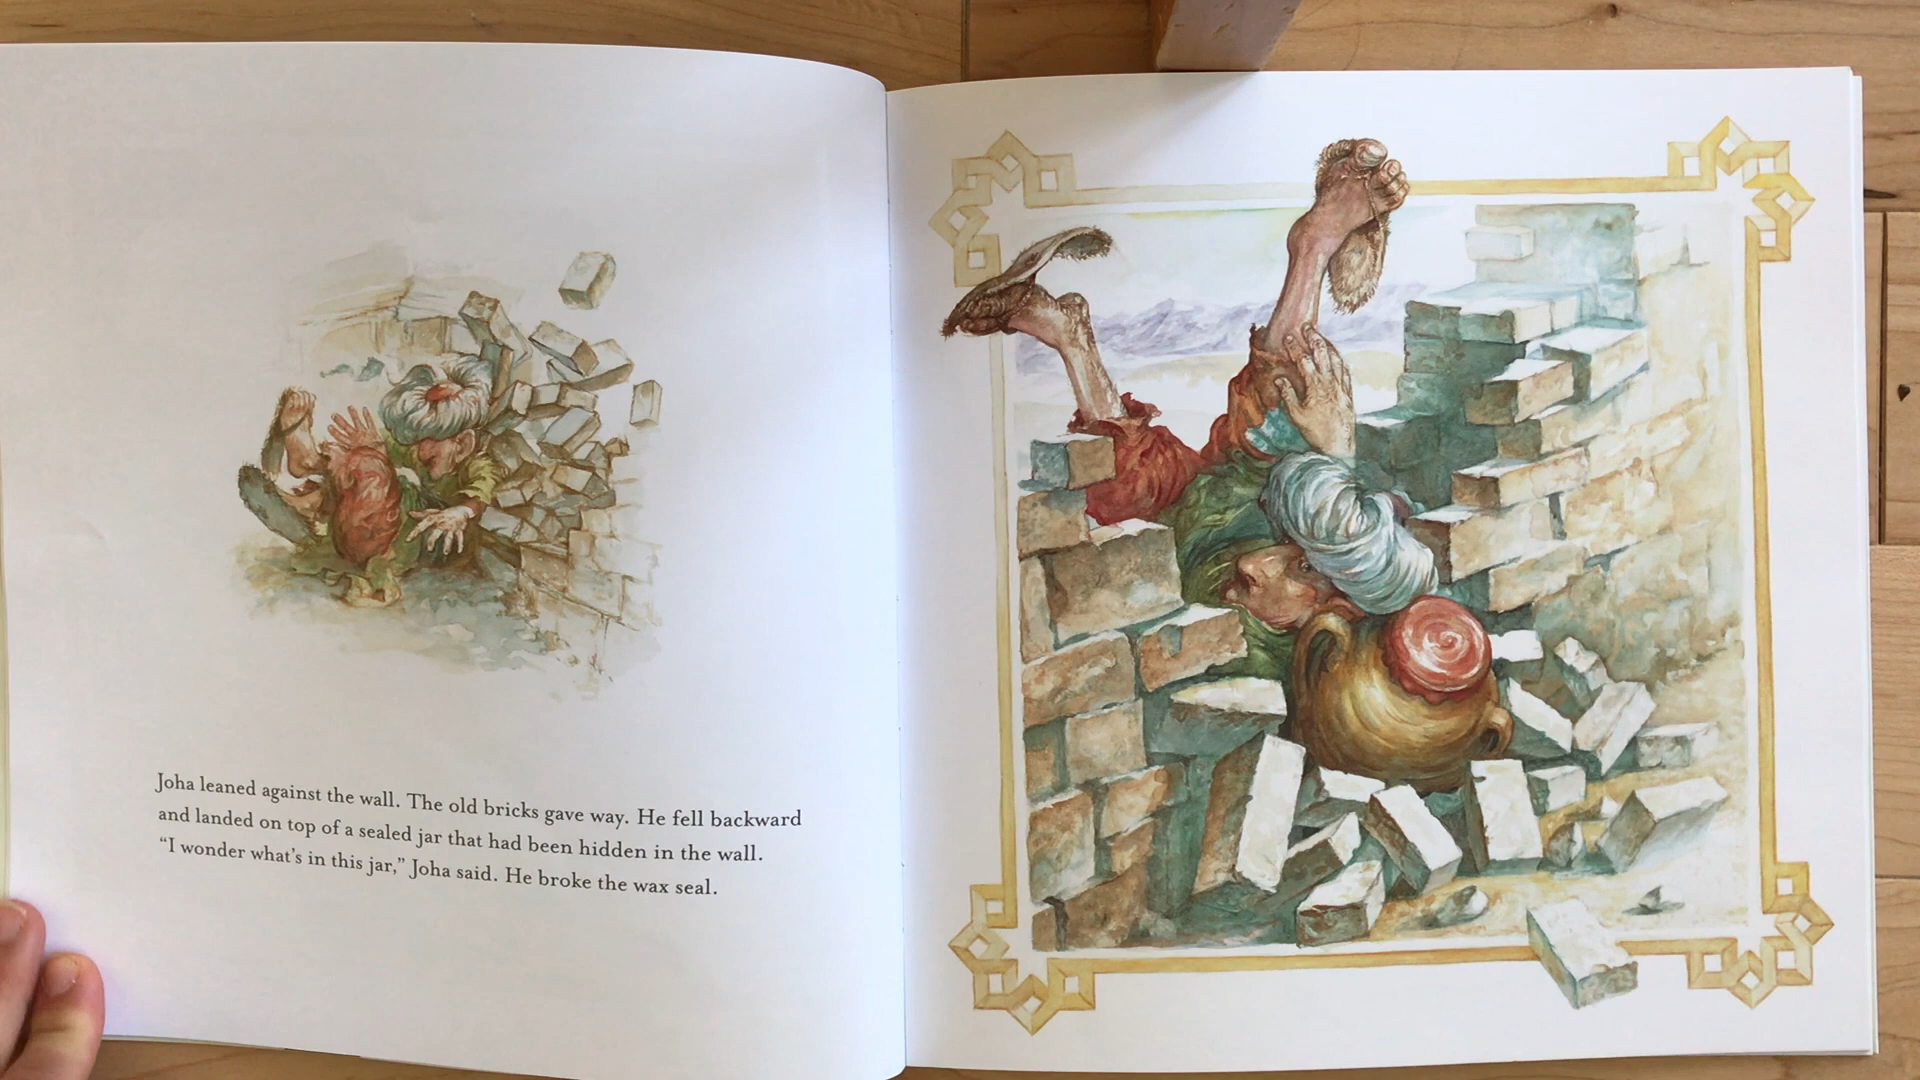 Joha leaned against the wall. The old bricks gave way. He fell backward
and landed on top of a sealed jar that had been hidden in the wall.
“I wonder what’s in this jar,” Joha said. He broke the wax seal.